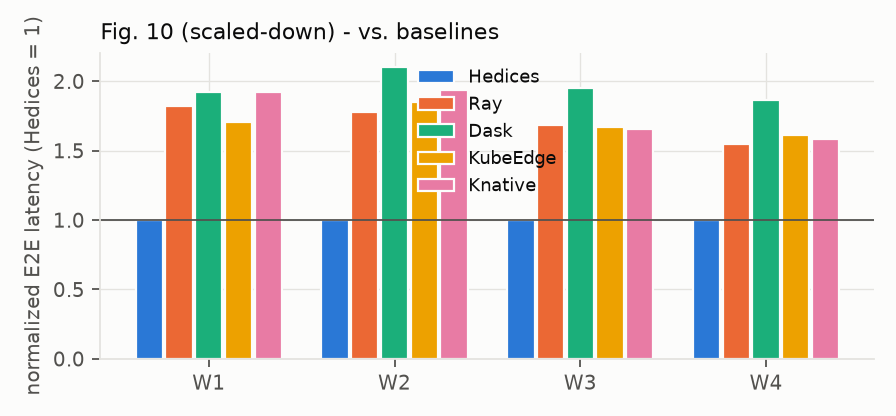 Fig. 10 (scaled-down) - vs. baselines
normalized E2E latency (Hedices = 1)
2.0
1.5
1.0
0.5
0.0
Hedices
Ray
Dask
KubeEdge
Knative
W1
W2
W3
W4